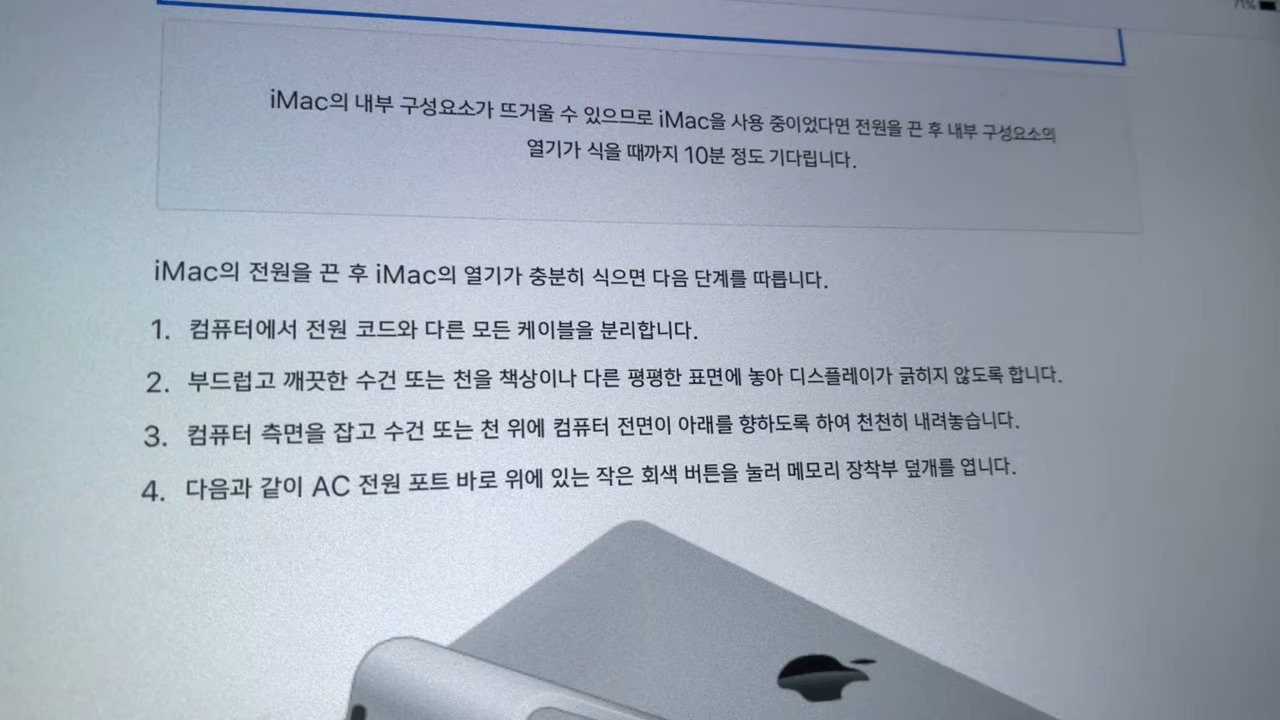 71%
iMac의 내부 구성요소가 뜨거울 수 있으므로 iMac을 사용 중이었다면 전원을 끈 후 내부 구성요소의
열기가 식을 때까지 10분 정도 기다립니다.
iMac의 전원을 끈 후 iMac의 열기가 충분히 식으면 다음 단계를 따릅니다.
1. 컴퓨터에서 전원 코드와 다른 모든 케이블을 분리합니다.
2. 부드럽고 깨끗한 수건 또는 천을 책상이나 다른 평평한 표면에 놓아 디스플레이가 긁히지 않도록 합니다.
3. 컴퓨터 측면을 잡고 수건 또는 천 위에 컴퓨터 전면이 아래를 향하도록 하여 천천히 내려놓습니다.
4. 다음과 같이 AC 전원 포트 바로 위에 있는 작은 회색 버튼을 눌러 메모리 장착부 덮개를 엽니다.